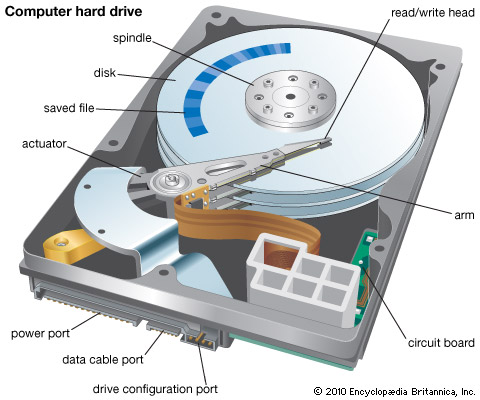 Computer hard drive
read/write head
spindle
disk
saved file
actuator
arm
power port
circuit board
data cable port
drive configuration port
© 2010 Encyclopædia Britannica, Inc.